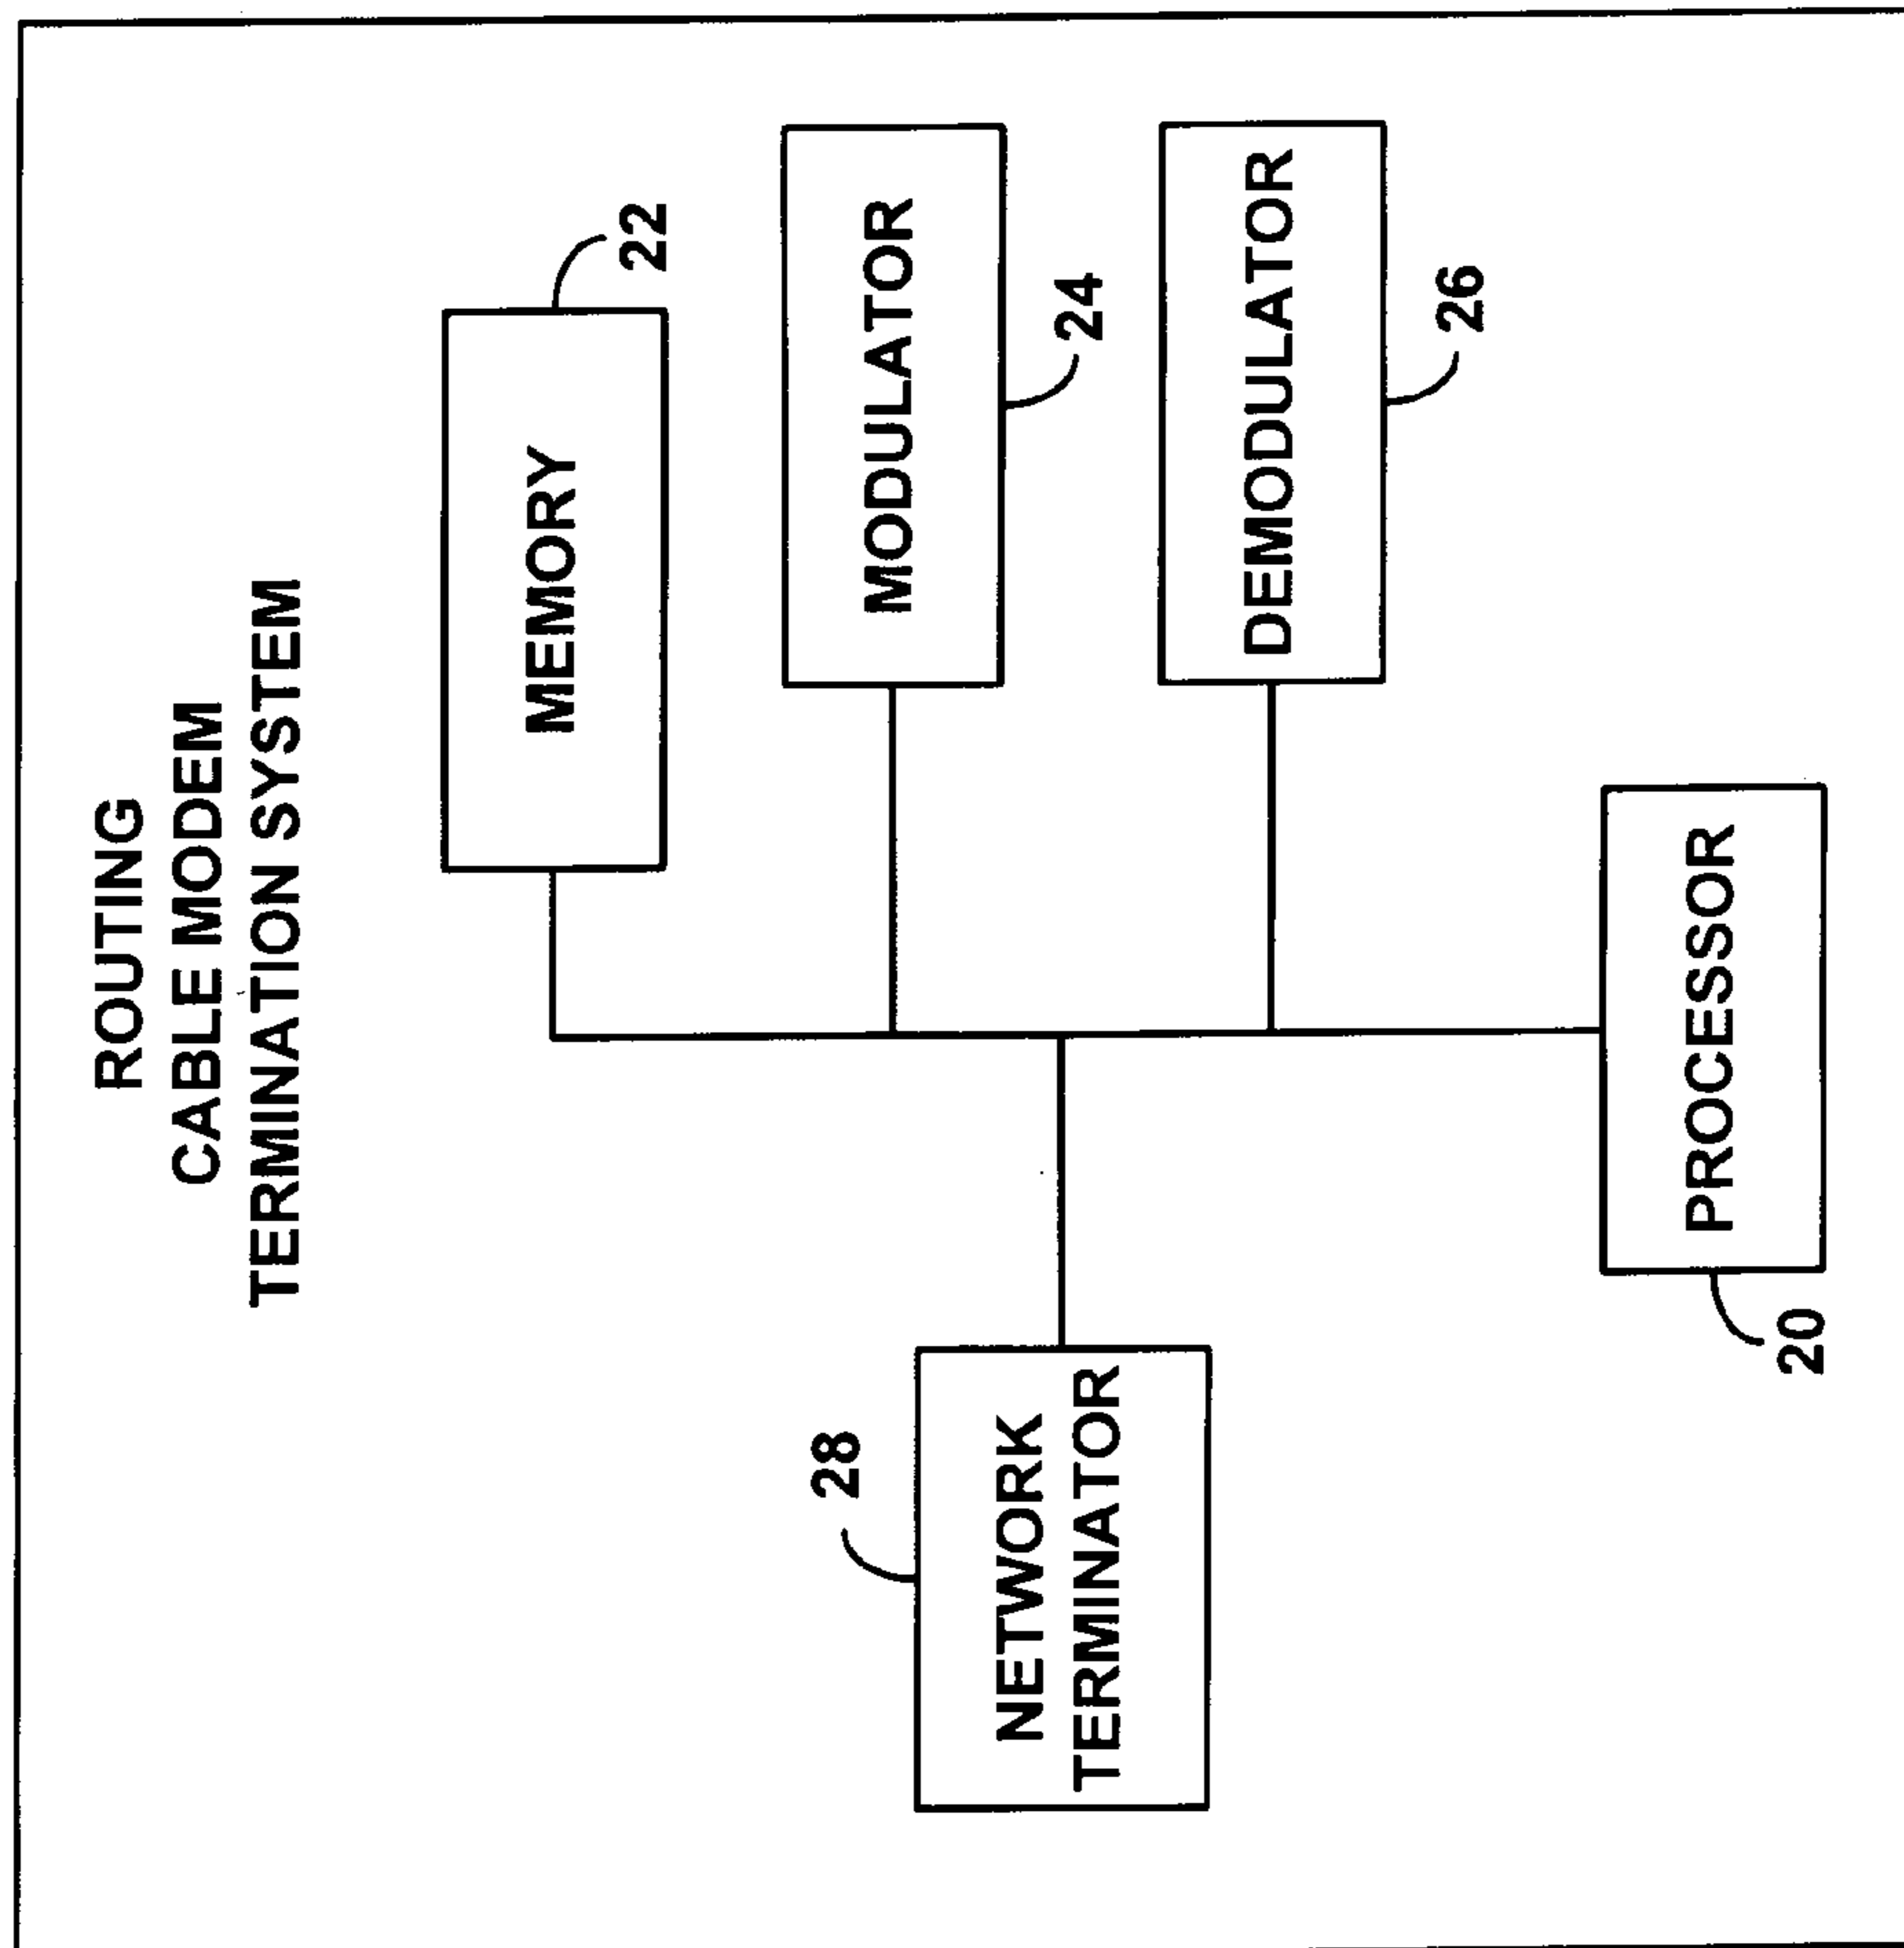 ROUTING
CABLE MODEM
TERMINATION SYSTEM
MEMORY
22
MODULATOR
24
DEMODULATOR
26
28
NETWORK
TERMINATOR
PROCESSOR
20